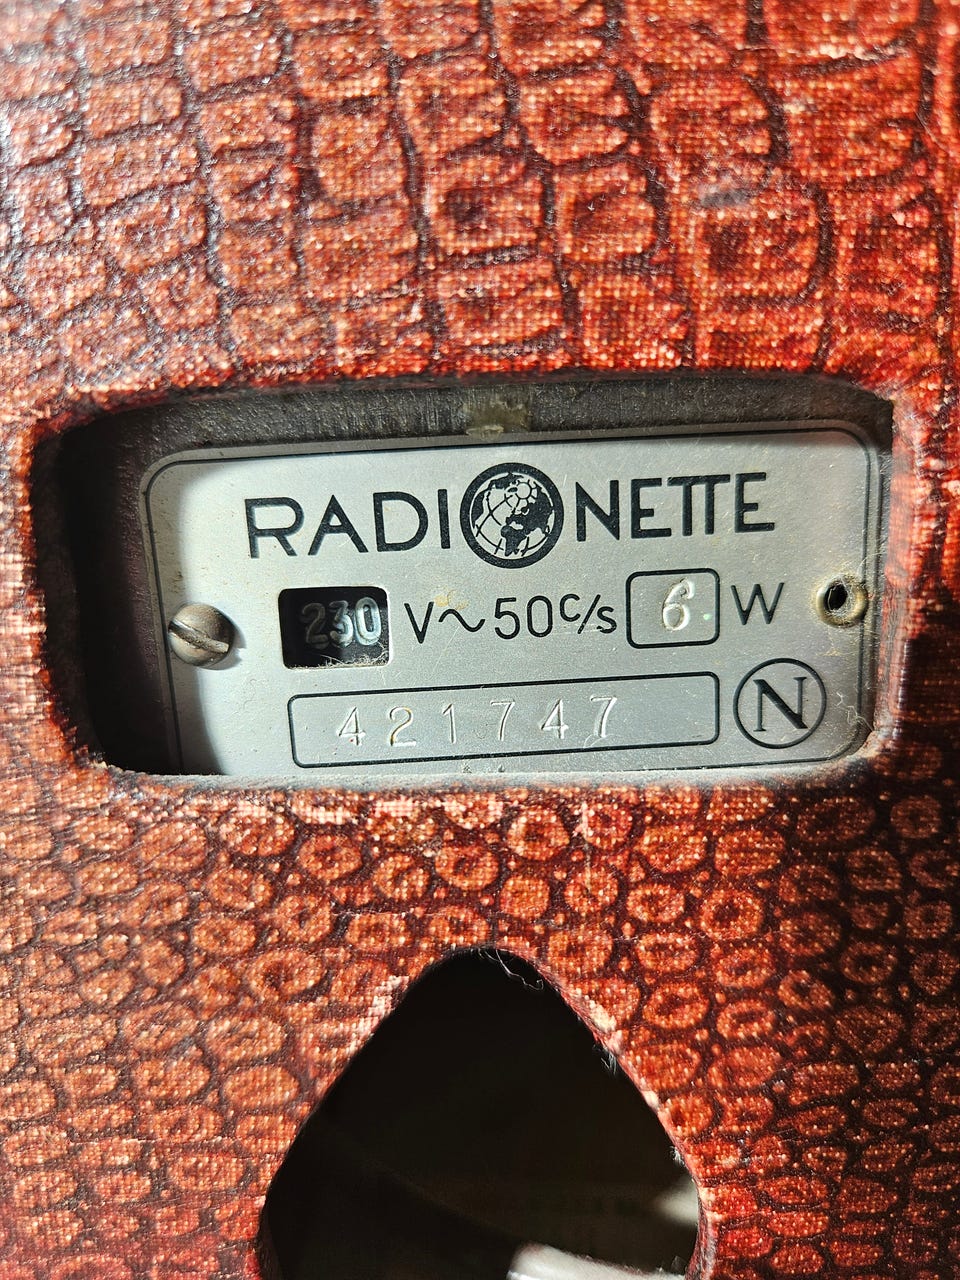 RADIONETTE
230 V~50c/s 6 W
421747 N